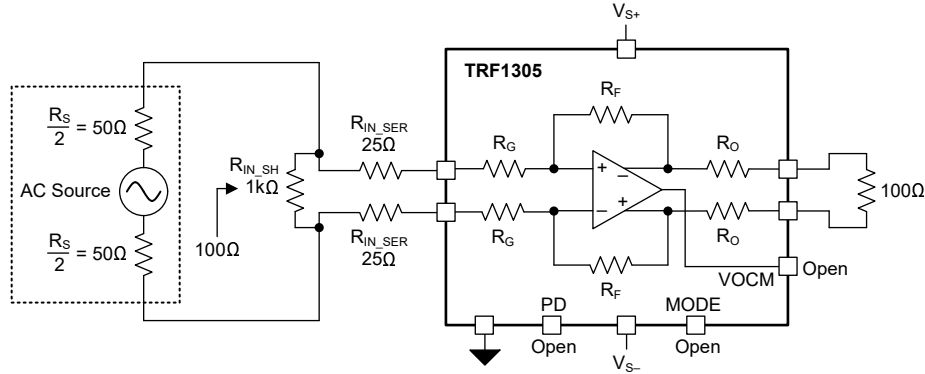 VS+
TRF1305
RF
RS/2 = 50Ω
RIN_SER
25Ω
RG
RO
RIN_SH
1kΩ
AC Source
+
−
100Ω
100Ω
−
+
RS/2 = 50Ω
RIN_SER
25Ω
RG
RO
RF
VOCM
Open
PD
MODE
Open
Open
VS−